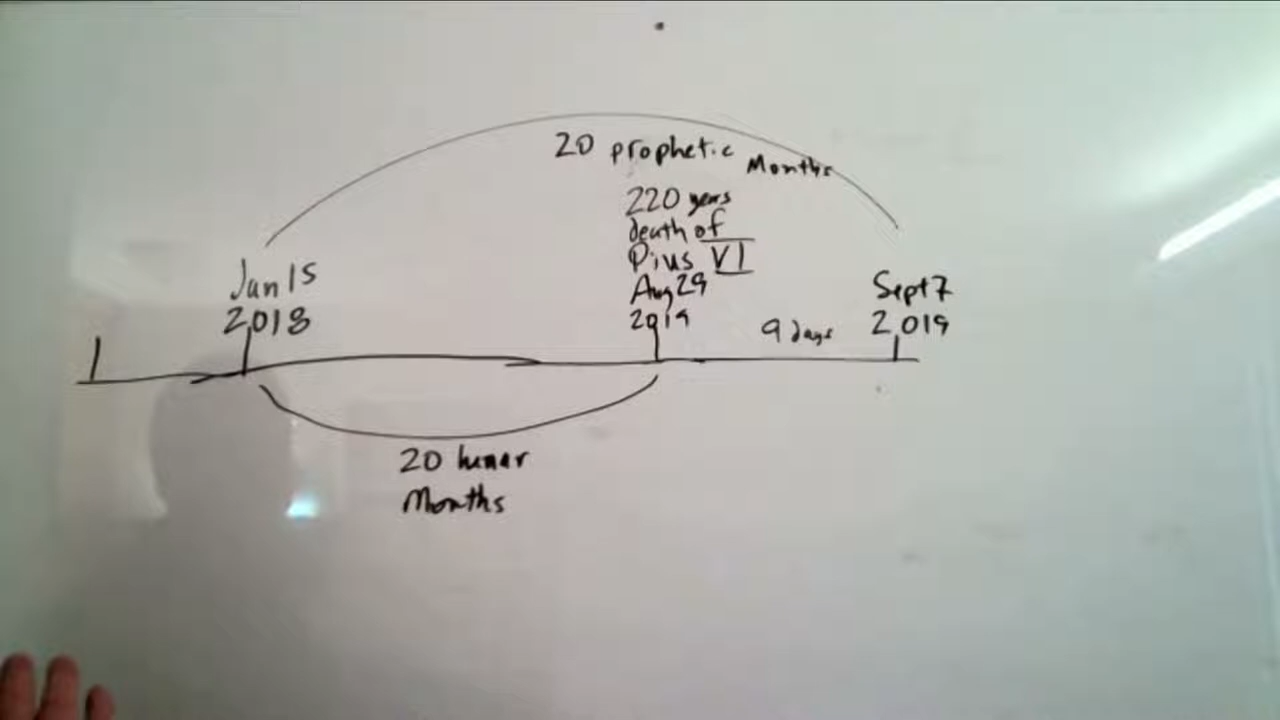 20 prophetic Months
220 years
death of
Pius VI
Aug 29
2019
Jan 15
2018
9 days
Sept 7
2019
20 lunar
Months